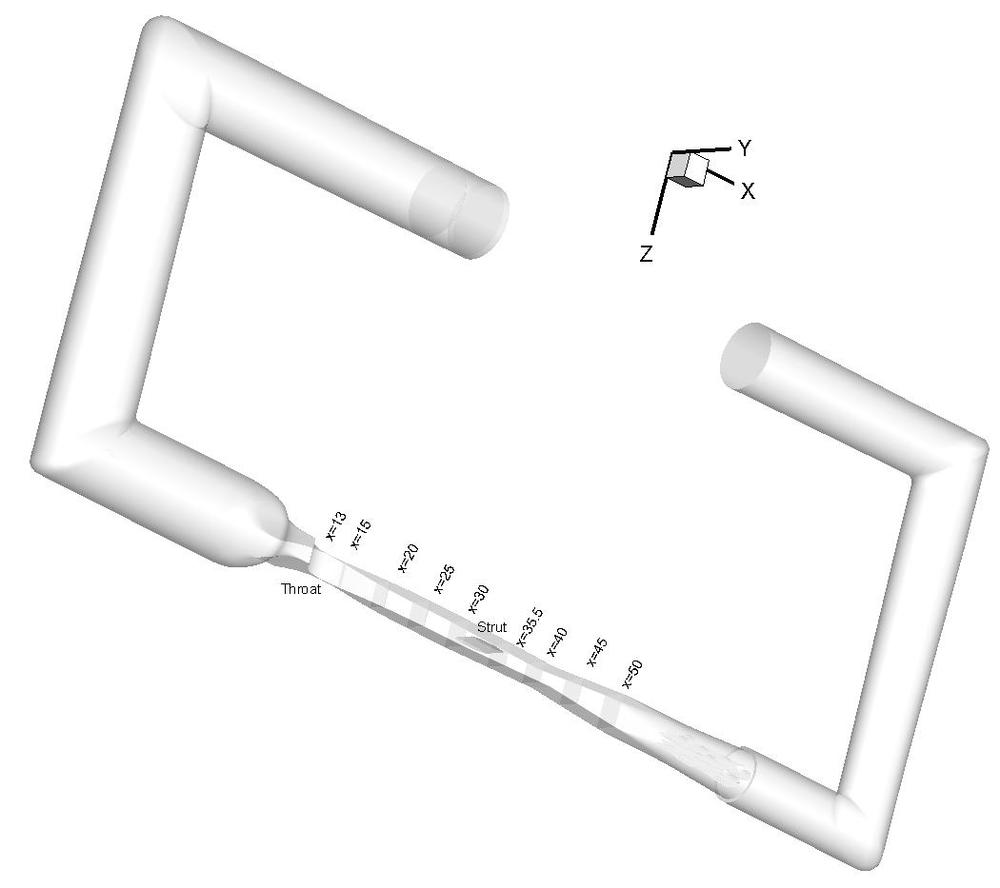 Y
X
Z
x=13
x=15
x=20
x=25
x=30
x=35.5
x=40
x=45
x=50
Throat
Strut